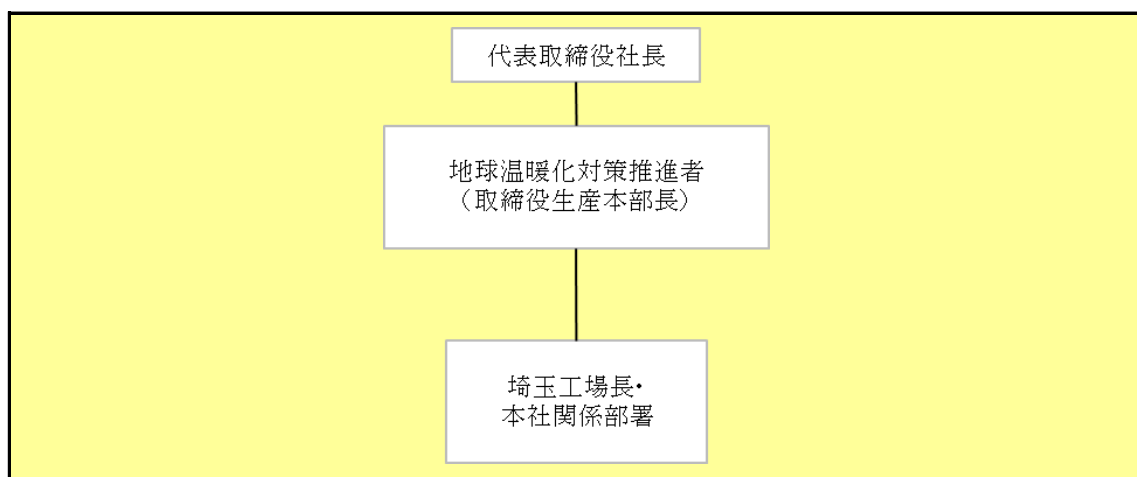 代表取締役社長
地球温暖化対策推進者
（取締役生産本部長）
埼玉工場長・
本社関係部署